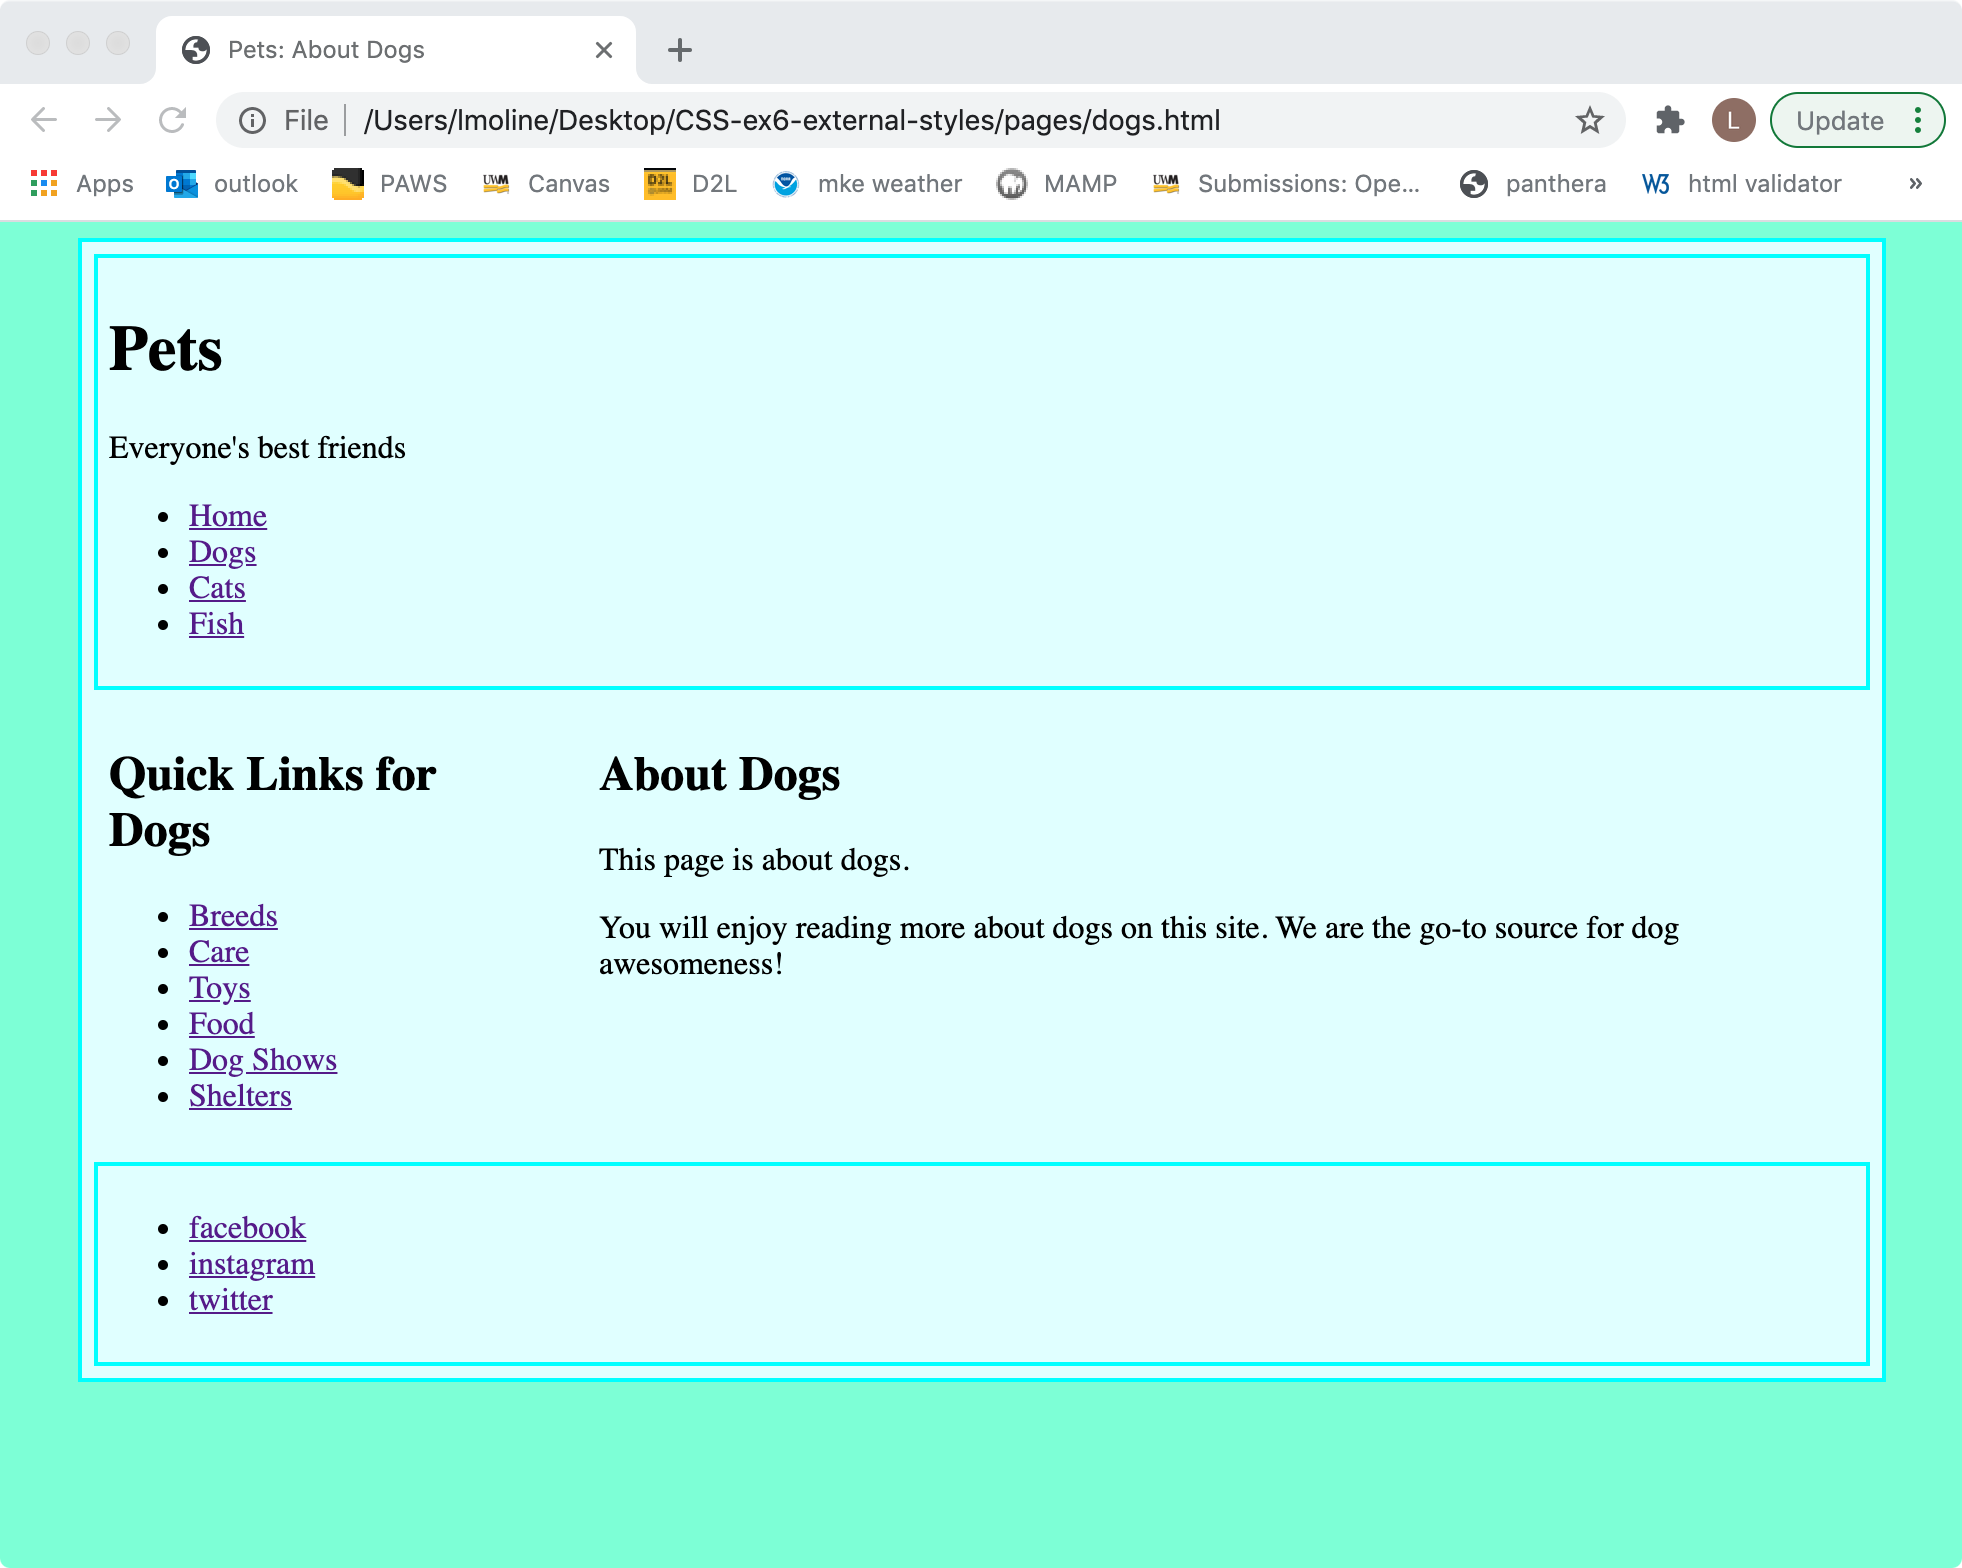 Pets: About Dogs
File /Users/lmoline/Desktop/CSS-ex6-external-styles/pages/dogs.html L Update
Apps outlook PAWS UWM Canvas D2L D2L mke weather MAMP UWM Submissions: Ope... panthera W3 html validator »
Pets
Everyone's best friends
Home
Dogs
Cats
Fish
Quick Links for
Dogs
Breeds
Care
Toys
Food
Dog Shows
Shelters
About Dogs
This page is about dogs.
You will enjoy reading more about dogs on this site. We are the go-to source for dog
awesomeness!
facebook
instagram
twitter